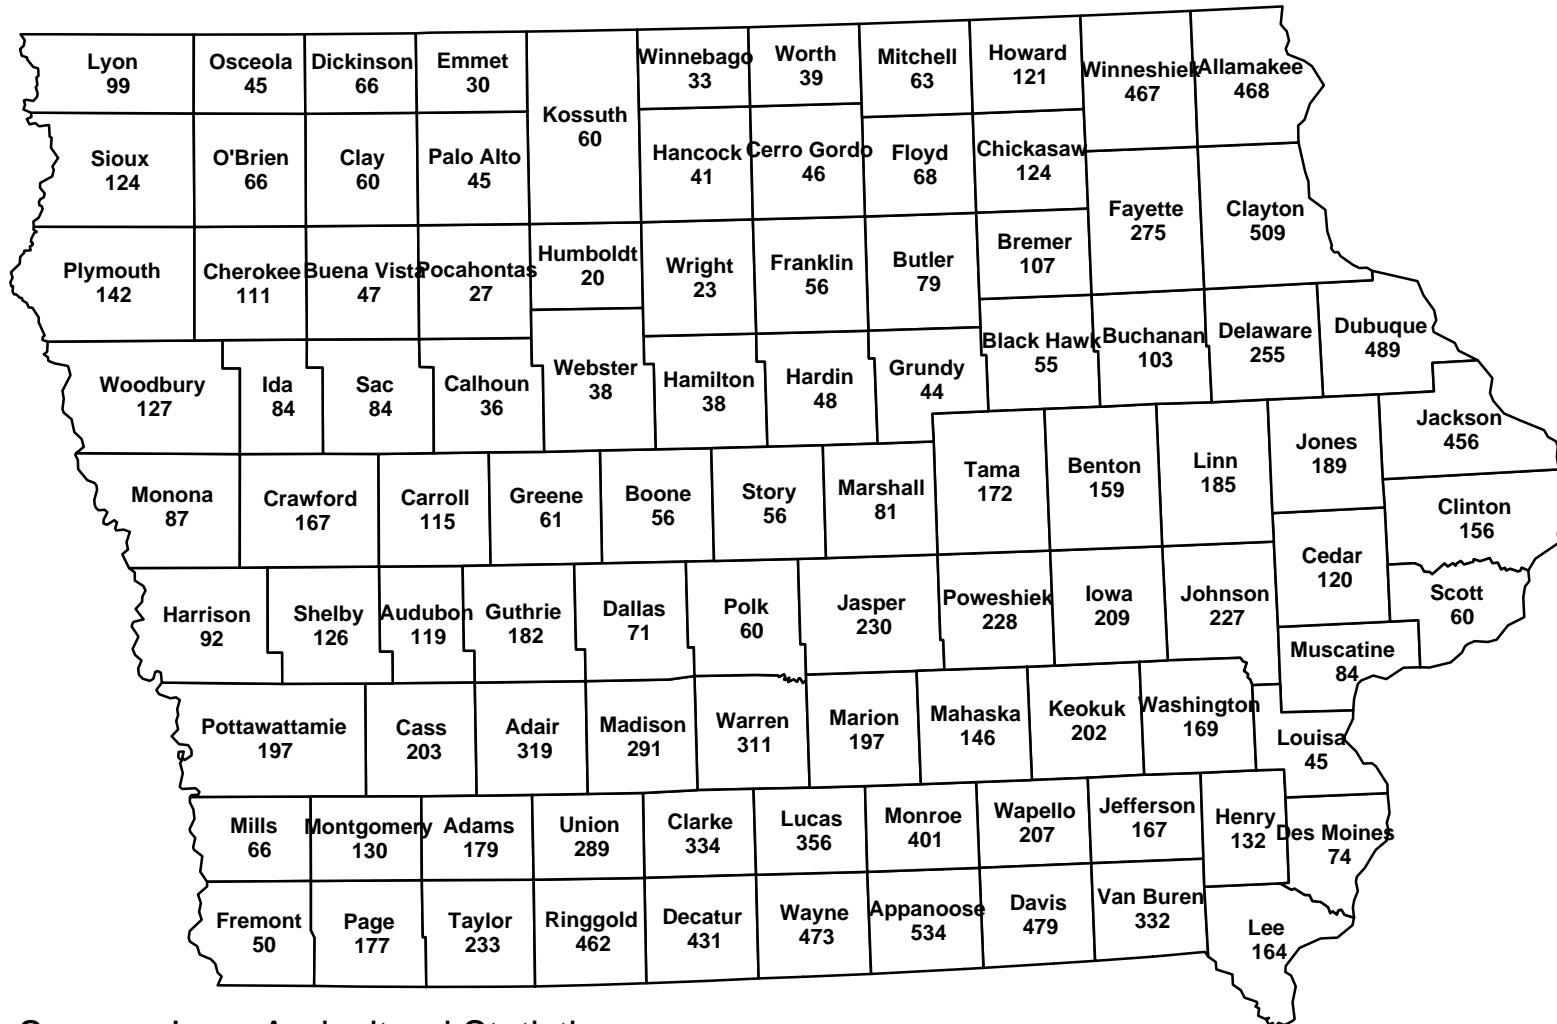 Lyon
99
Osceola
45
Dickinson
66
Emmet
30
Kossuth
60
Winnebago
33
Worth
39
Mitchell
63
Howard
121
Winneshiek
467
Allamakee
468
Sioux
124
O'Brien
66
Clay
60
Palo Alto
45
Hancock
41
Cerro Gordo
46
Floyd
68
Chickasaw
124
Fayette
275
Clayton
509
Plymouth
142
Cherokee
111
Buena Vista
47
Pocahontas
27
Humboldt
20
Wright
23
Franklin
56
Butler
79
Bremer
107
Woodbury
127
Ida
84
Sac
84
Calhoun
36
Webster
38
Hamilton
38
Hardin
48
Grundy
44
Black Hawk
55
Buchanan
103
Delaware
255
Dubuque
489
Monona
87
Crawford
167
Carroll
115
Greene
61
Boone
56
Story
56
Marshall
81
Tama
172
Benton
159
Linn
185
Jones
189
Jackson
456
Clinton
156
Harrison
92
Shelby
126
Audubon
119
Guthrie
182
Dallas
71
Polk
60
Jasper
230
Poweshiek
228
Iowa
209
Johnson
227
Cedar
120
Scott
60
Muscatine
84
Pottawattamie
197
Cass
203
Adair
319
Madison
291
Warren
311
Marion
197
Mahaska
146
Keokuk
202
Washington
169
Louisa
45
Mills
66
Montgomery
130
Adams
179
Union
289
Clarke
334
Lucas
356
Monroe
401
Wapello
207
Jefferson
167
Henry
132
Des Moines
74
Fremont
50
Page
177
Taylor
233
Ringgold
462
Decatur
431
Wayne
473
Appanoose
534
Davis
479
Van Buren
332
Lee
164